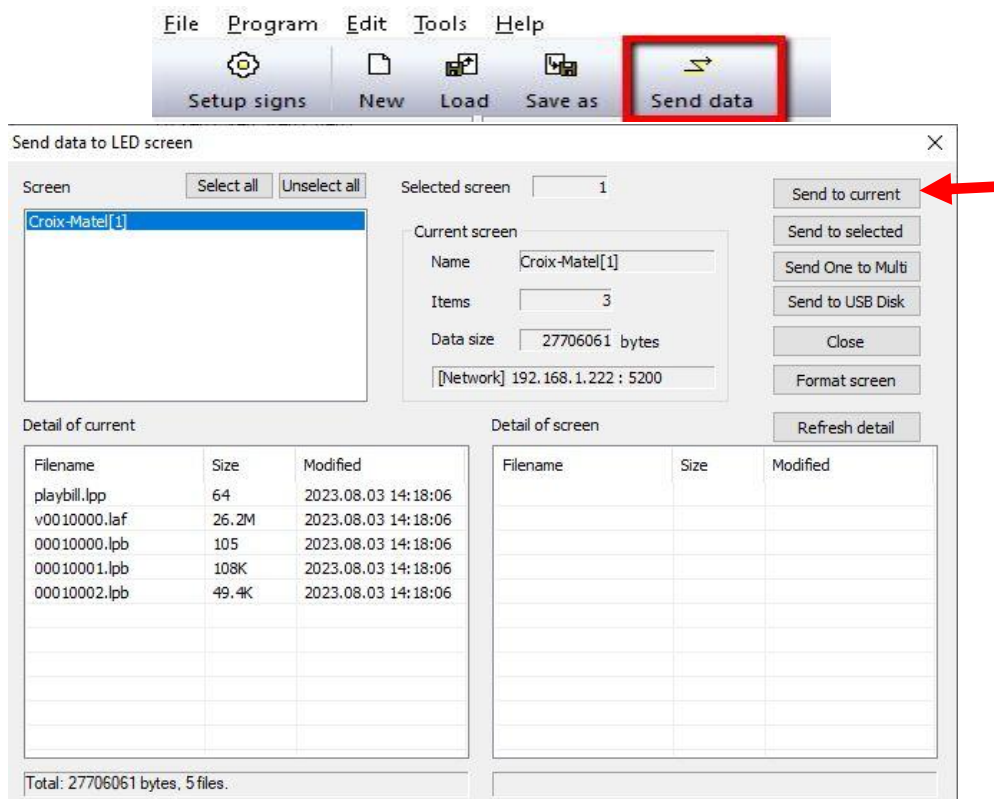 File Program Edit Tools Help
Setup signs New Load Save as Send data
Send data to LED screen
Screen Select all Unselect all Selected screen 1 Send to current
Croix-Matel[1]
Current screen Send to selected
Name Croix-Matel[1] Send One to Multi
Items 3 Send to USB Disk
Data size 27706061 bytes Close
[Network] 192.168.1.222 : 5200 Format screen
Detail of current Detail of screen Refresh detail
Filename Size Modified Filename Size Modified
playbill.lpp 64 2023.08.03 14:18:06
v0010000.laf 26.2M 2023.08.03 14:18:06
00010000.lpb 105 2023.08.03 14:18:06
00010001.lpb 108K 2023.08.03 14:18:06
00010002.lpb 49.4K 2023.08.03 14:18:06
Total: 27706061 bytes, 5 files.